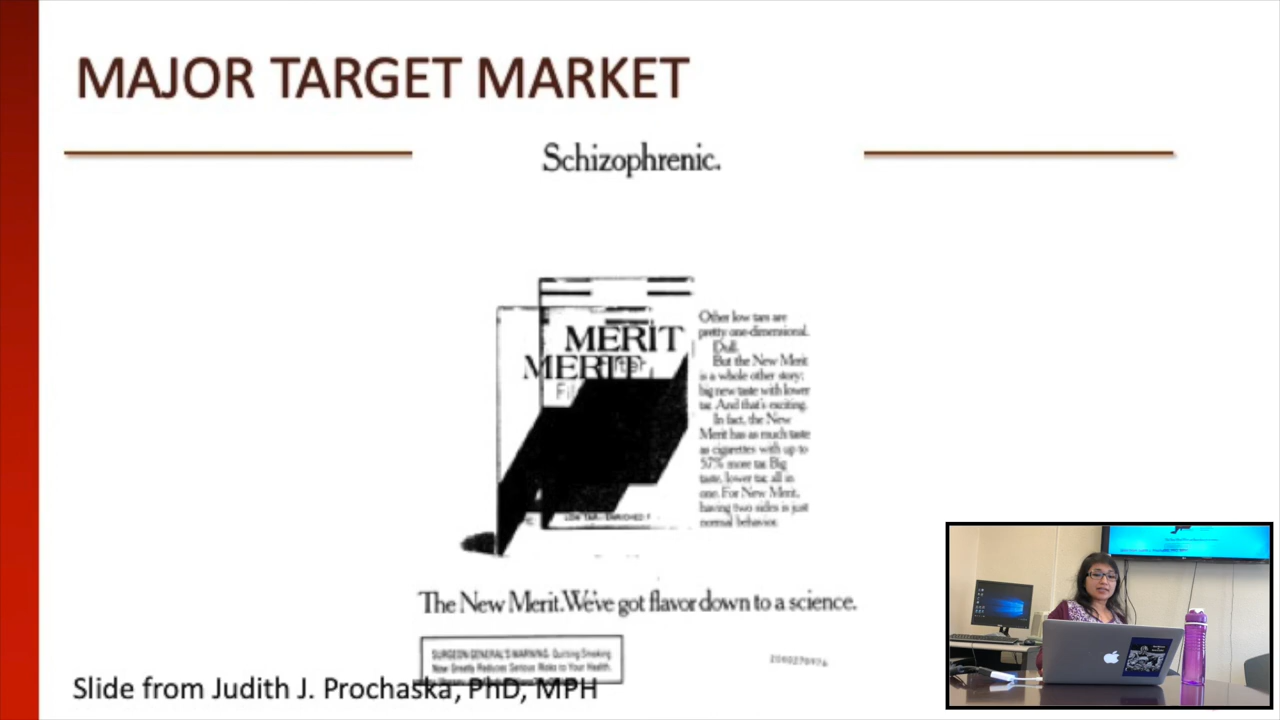 MAJOR TARGET MARKET
Schizophrenic.
MERIT
MERIT
Filter
Other low tars are
pretty one-dimensional.
Dull.
But the New Merit
is a whole other story;
big new taste with lower
tar. And that's exciting.
In fact, the New
Merit has as much taste
as cigarettes with up to
57% more tar. Big
taste, lower tar, all in
one. For New Merit,
having two sides is just
normal behavior.
LOW TAR - ENRICHED F
The New Merit. We've got flavor down to a science.
SURGEON GENERAL'S WARNING: Quitting Smoking
Now Greatly Reduces Serious Risks to Your Health.
Slide from Judith J. Prochaska, PhD, MPH